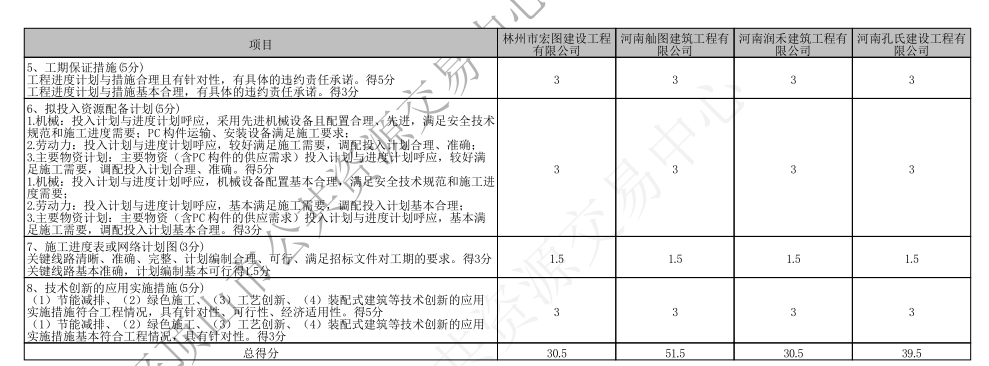 项目
林州市宏图建设工程有限公司
河南舢图建筑工程有限公司
河南润禾建筑工程有限公司
河南孔氏建设工程有限公司
5、工期保证措施(5分)
工程进度计划与措施合理且有针对性，有具体的违约责任承诺。得5分
工程进度计划与措施基本合理，有具体的违约责任承诺。得3分
3 3 3 3
6、拟投入资源配备计划(5分)
1.机械：投入计划与进度计划呼应，采用先进机械设备且配置合理、先进，满足安全技术
规范和施工进度需要；PC构件运输、安装设备满足施工要求；
2.劳动力：投入计划与进度计划呼应，较好满足施工需要，调配投入计划合理、准确；
3.主要物资计划：主要物资（含PC构件的供应需求）投入计划与进度计划呼应，较好满
足施工需要，调配投入计划合理、准确。得5分
1.机械：投入计划与进度计划呼应，机械设备配置基本合理，满足安全技术规范和施工进
度需要；
2.劳动力：投入计划与进度计划呼应，基本满足施工需要，调配投入计划基本合理；
3.主要物资计划：主要物资（含PC构件的供应需求）投入计划与进度计划呼应，基本满
足施工需要，调配投入计划基本合理。得3分
3 3 3 3
7、施工进度表或网络计划图(3分)
关键线路清晰、准确、完整、计划编制合理、可行、满足招标文件对工期的要求。得3分
关键线路基本准确，计划编制基本可行得1.5分
1.5 1.5 1.5 1.5
8、技术创新的应用实施措施(5分)
（1）节能减排、（2）绿色施工、（3）工艺创新、（4）装配式建筑等技术创新的应用
实施措施符合工程情况，具有针对性、可行性、经济适用性。得5分
（1）节能减排、（2）绿色施工、（3）工艺创新、（4）装配式建筑等技术创新的应用
实施措施基本符合工程情况，具有针对性。得3分
3 3 3 3
总得分 30.5 51.5 30.5 39.5
平顶山市公共资源交易中心
共资源交易中心